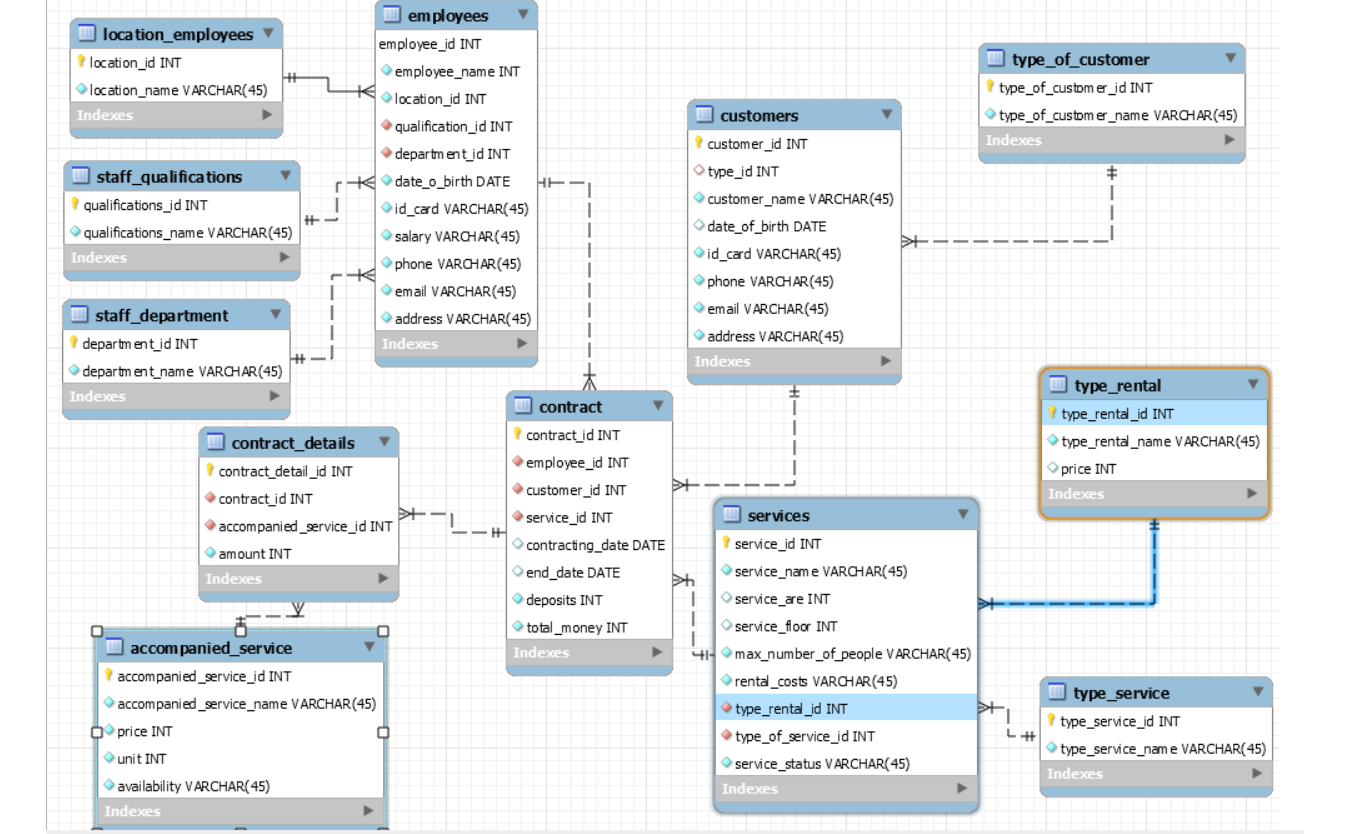 location_employees
location_id INT
location_name VARCHAR(45)
Indexes
employees
employee_id INT
employee_name INT
location_id INT
qualification_id INT
department_id INT
date_o_birth DATE
id_card VARCHAR(45)
salary VARCHAR(45)
phone VARCHAR(45)
email VARCHAR(45)
address VARCHAR(45)
Indexes
type_of_customer
type_of_customer_id INT
type_of_customer_name VARCHAR(45)
Indexes
customers
customer_id INT
type_id INT
customer_name VARCHAR(45)
date_of_birth DATE
id_card VARCHAR(45)
phone VARCHAR(45)
email VARCHAR(45)
address VARCHAR(45)
Indexes
staff_qualifications
qualifications_id INT
qualifications_name VARCHAR(45)
Indexes
staff_department
department_id INT
department_name VARCHAR(45)
Indexes
type_rental
type_rental_id INT
type_rental_name VARCHAR(45)
price INT
Indexes
contract
contract_id INT
employee_id INT
customer_id INT
service_id INT
contracting_date DATE
end_date DATE
deposits INT
total_money INT
Indexes
contract_details
contract_detail_id INT
contract_id INT
accompanied_service_id INT
amount INT
Indexes
services
service_id INT
service_name VARCHAR(45)
service_are INT
service_floor INT
max_number_of_people VARCHAR(45)
rental_costs VARCHAR(45)
type_rental_id INT
type_of_service_id INT
service_status VARCHAR(45)
Indexes
accompanied_service
accompanied_service_id INT
accompanied_service_name VARCHAR(45)
price INT
unit INT
availability VARCHAR(45)
Indexes
type_service
type_service_id INT
type_service_name VARCHAR(45)
Indexes